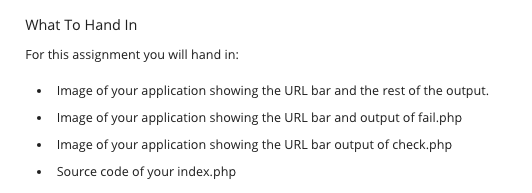 What To Hand In
For this assignment you will hand in:
• Image of your application showing the URL bar and the rest of the output.
• Image of your application showing the URL bar and output of fail.php
• Image of your application showing the URL bar output of check.php
• Source code of your index.php